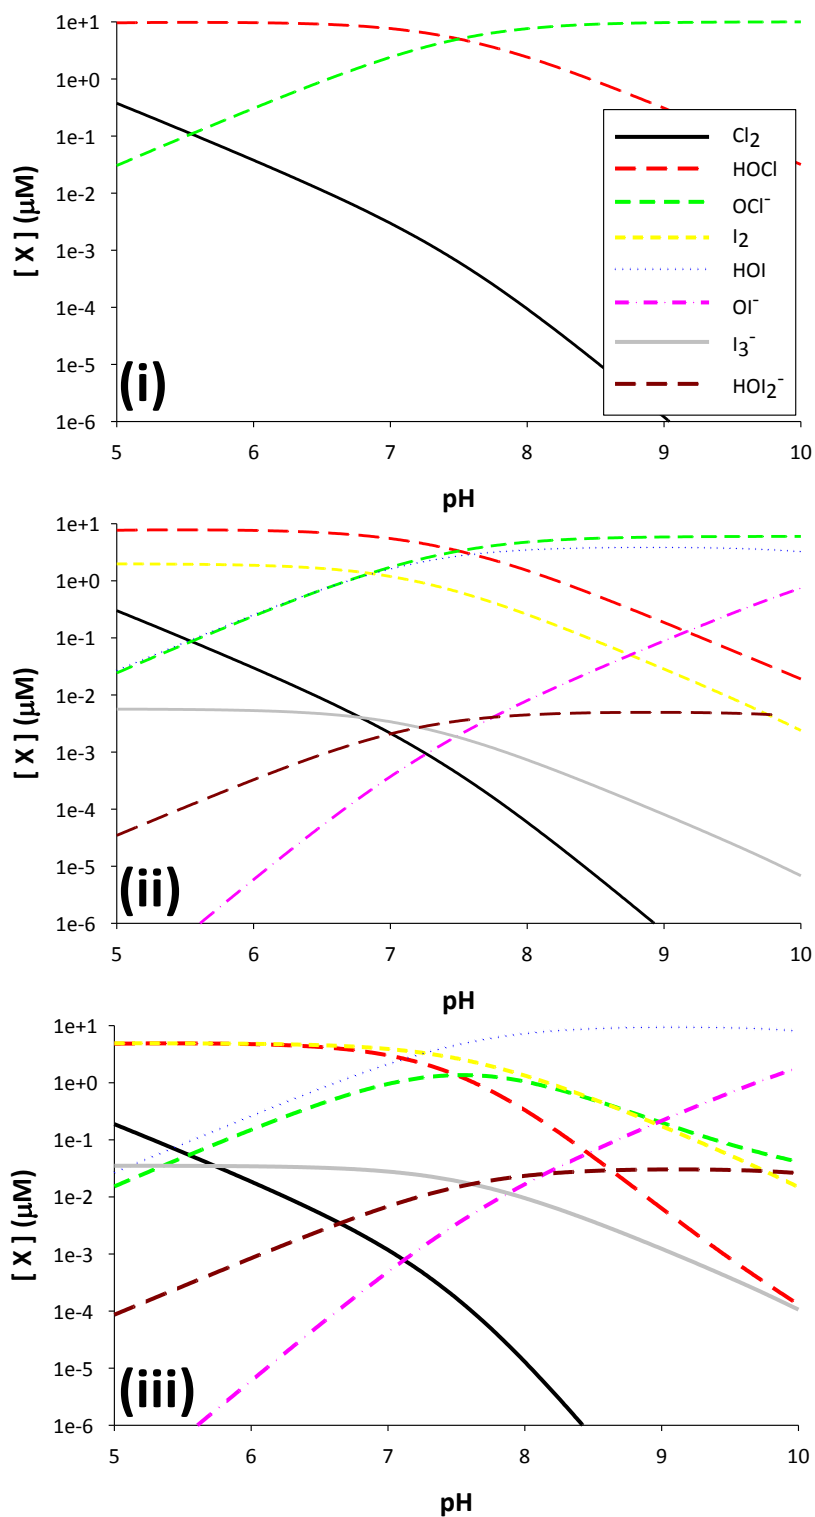 1e+1
1e+0
1e-1
1e-2
1e-3
1e-4
1e-5
1e-6
[ X ] (μM)
5 6 7 8 9 10
pH
Cl₂
HOCl
OCl⁻
I₂
HOI
OI⁻
I₃⁻
HOI₂⁻
(i)
1e+1
1e+0
1e-1
1e-2
1e-3
1e-4
1e-5
1e-6
[ X ] (μM)
5 6 7 8 9 10
pH
(ii)
1e+1
1e+0
1e-1
1e-2
1e-3
1e-4
1e-5
1e-6
[ X ] (μM)
5 6 7 8 9 10
pH
(iii)